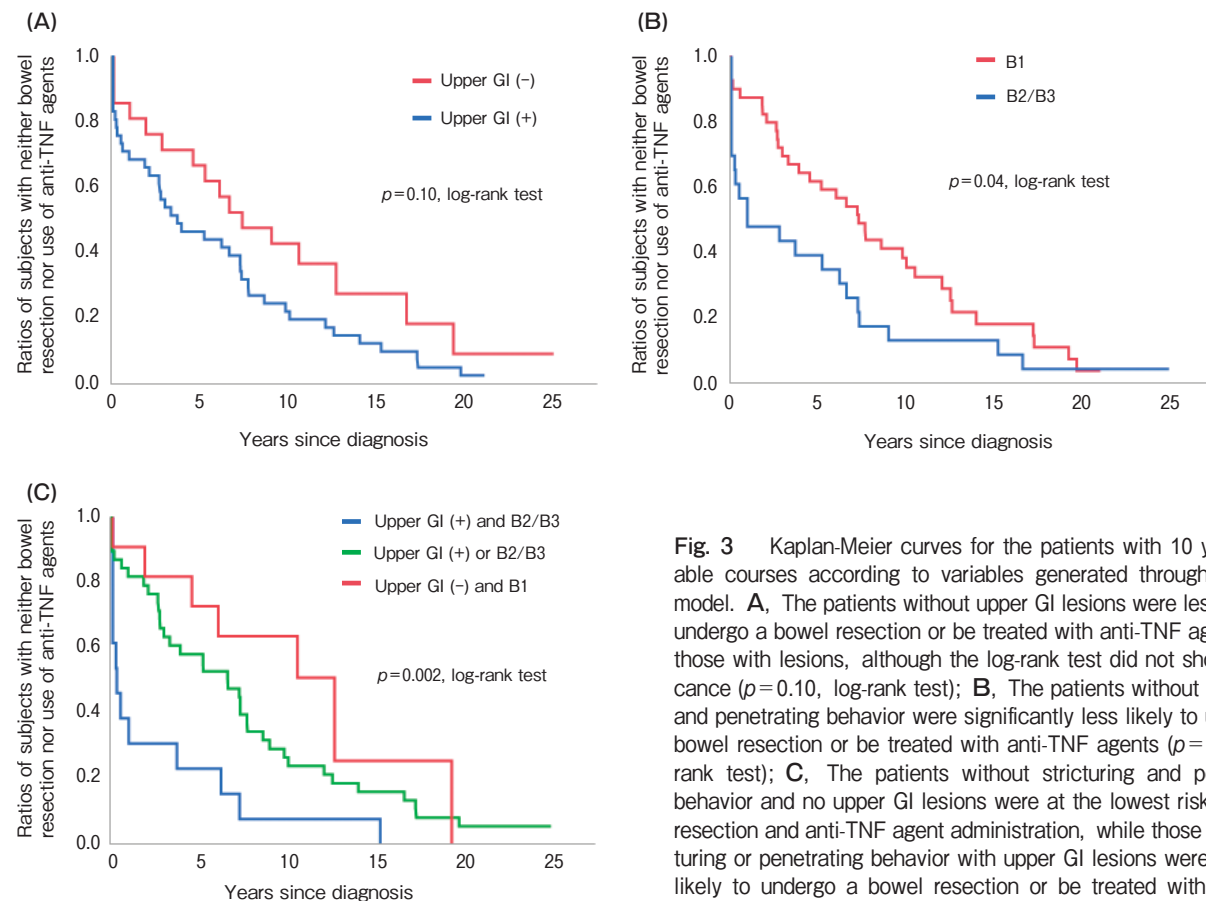 (A)
Ratios of subjects with neither bowel
resection nor use of anti-TNF agents
1.0
0.8
0.6
0.4
0.2
0.0
Upper GI (−)
Upper GI (+)
p=0.10, log-rank test
0 5 10 15 20 25
Years since diagnosis
(B)
Ratios of subjects with neither bowel
resection nor use of anti-TNF agents
1.0
0.8
0.6
0.4
0.2
0.0
B1
B2/B3
p=0.04, log-rank test
0 5 10 15 20 25
Years since diagnosis
(C)
Ratios of subjects with neither bowel
resection nor use of anti-TNF agents
1.0
0.8
0.6
0.4
0.2
0.0
Upper GI (+) and B2/B3
Upper GI (+) or B2/B3
Upper GI (−) and B1
p=0.002, log-rank test
0 5 10 15 20 25
Years since diagnosis
Fig. 3 Kaplan-Meier curves for the patients with 10 y
able courses according to variables generated through
model. A, The patients without upper GI lesions were les
undergo a bowel resection or be treated with anti-TNF ag
those with lesions, although the log-rank test did not sho
cance (p=0.10, log-rank test); B, The patients without
and penetrating behavior were significantly less likely to u
bowel resection or be treated with anti-TNF agents (p=
rank test); C, The patients without stricturing and p
behavior and no upper GI lesions were at the lowest risk
resection and anti-TNF agent administration, while those
turing or penetrating behavior with upper GI lesions were
likely to undergo a bowel resection or be treated with